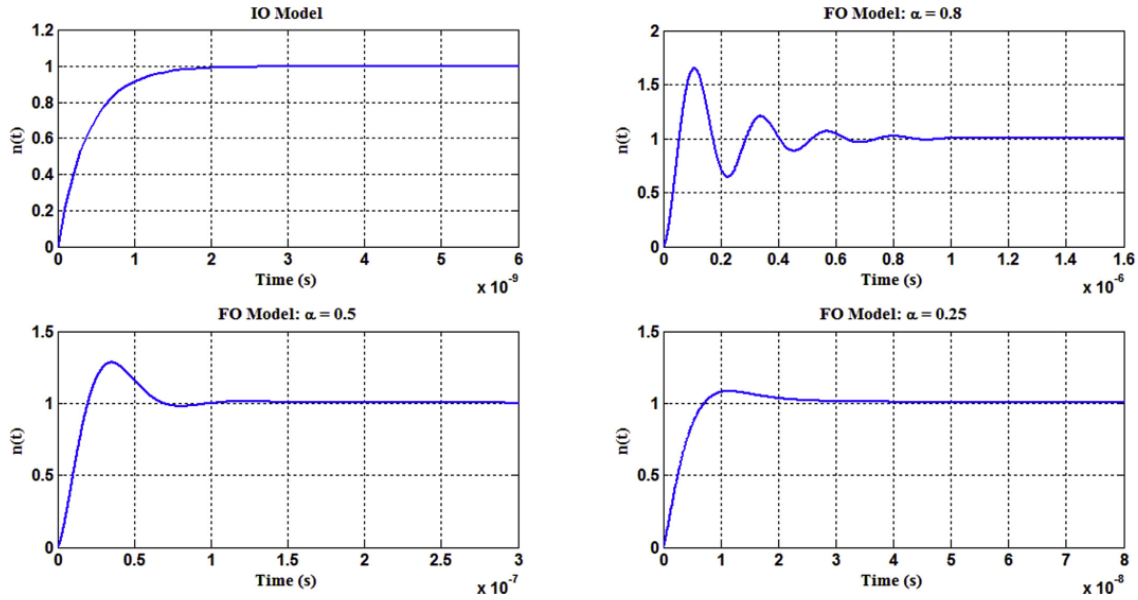 IO Model
1.2
1
0.8
0.6
0.4
0.2
0
n(t)
0 1 2 3 4 5 6
Time (s)
x 10⁻⁹
FO Model: α = 0.8
2
1.5
1
0.5
0
n(t)
0 0.2 0.4 0.6 0.8 1 1.2 1.4 1.6
Time (s)
x 10⁻⁶
FO Model: α = 0.5
1.5
1
0.5
0
n(t)
0 0.5 1 1.5 2 2.5 3
Time (s)
x 10⁻⁷
FO Model: α = 0.25
1.5
1
0.5
0
n(t)
0 1 2 3 4 5 6 7 8
Time (s)
x 10⁻⁸